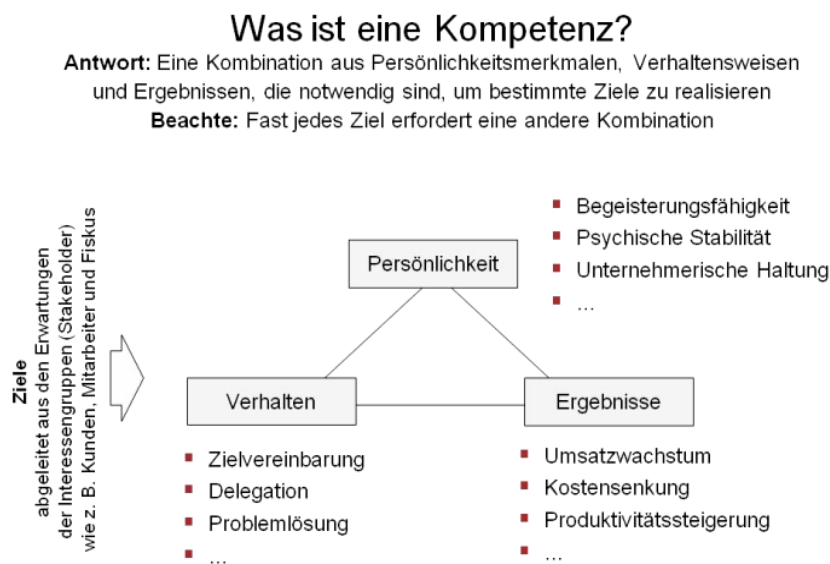 Was ist eine Kompetenz?
Antwort: Eine Kombination aus Persönlichkeitsmerkmalen, Verhaltensweisen
und Ergebnissen, die notwendig sind, um bestimmte Ziele zu realisieren
Beachte: Fast jedes Ziel erfordert eine andere Kombination
Ziele
abgeleitet aus den Erwartungen
der Interessengruppen (Stakeholder)
wie z. B. Kunden, Mitarbeiter und Fiskus
Persönlichkeit
Begeisterungsfähigkeit
Psychische Stabilität
Unternehmerische Haltung
...
Verhalten
Zielvereinbarung
Delegation
Problemlösung
...
Ergebnisse
Umsatzwachstum
Kostensenkung
Produktivitätssteigerung
...